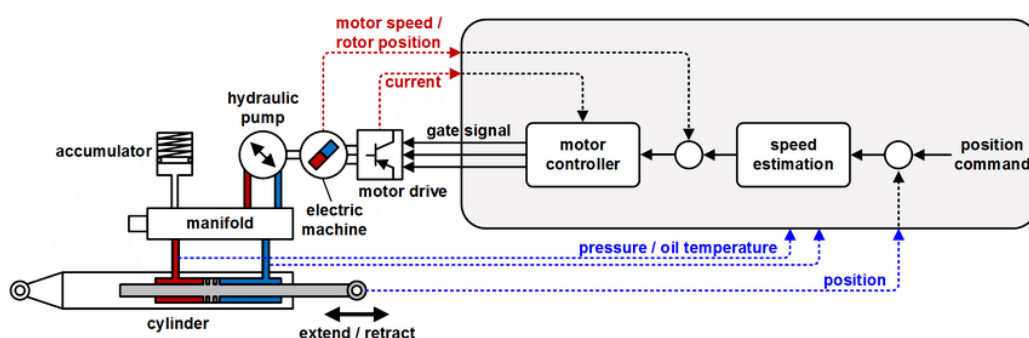 motor speed /
rotor position
current
hydraulic
pump
accumulator
gate signal
motor
controller
speed
estimation
position
command
motor drive
electric
machine
manifold
pressure / oil temperature
position
cylinder
extend / retract